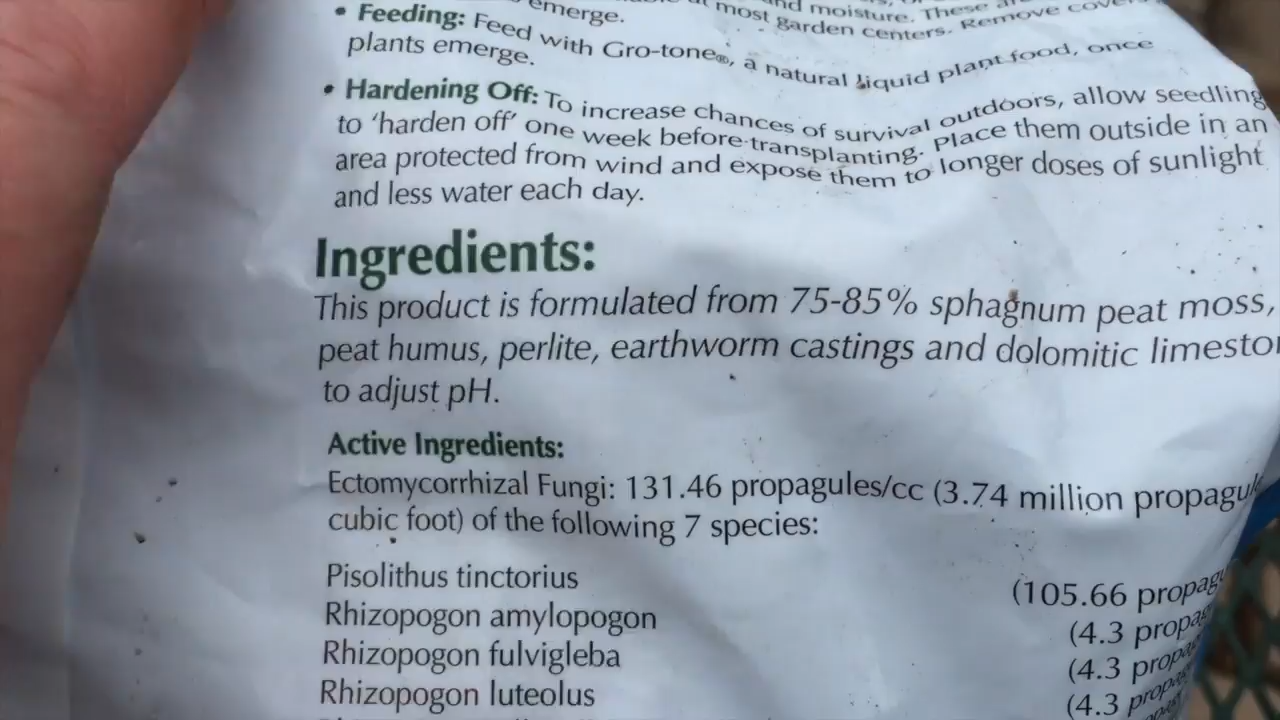 emerge.
nd moisture. These
most garden centers. Remove
• Feeding: Feed with Gro-tone®, a natural liquid plant food, once
plants emerge.
• Hardening Off: To increase chances of survival outdoors, allow seedling
to ‘harden off’ one week before transplanting. Place them outside in an
area protected from wind and expose them to longer doses of sunlight
and less water each day.
Ingredients:
This product is formulated from 75-85% sphagnum peat moss,
peat humus, perlite, earthworm castings and dolomitic limesto
to adjust pH.
Active Ingredients:
Ectomycorrhizal Fungi: 131.46 propagules/cc (3.74 million propagul
cubic foot) of the following 7 species:
Pisolithus tinctorius (105.66 propag
Rhizopogon amylopogon (4.3 propa
Rhizopogon fulvigleba (4.3 prop
Rhizopogon luteolus (4.3 prop